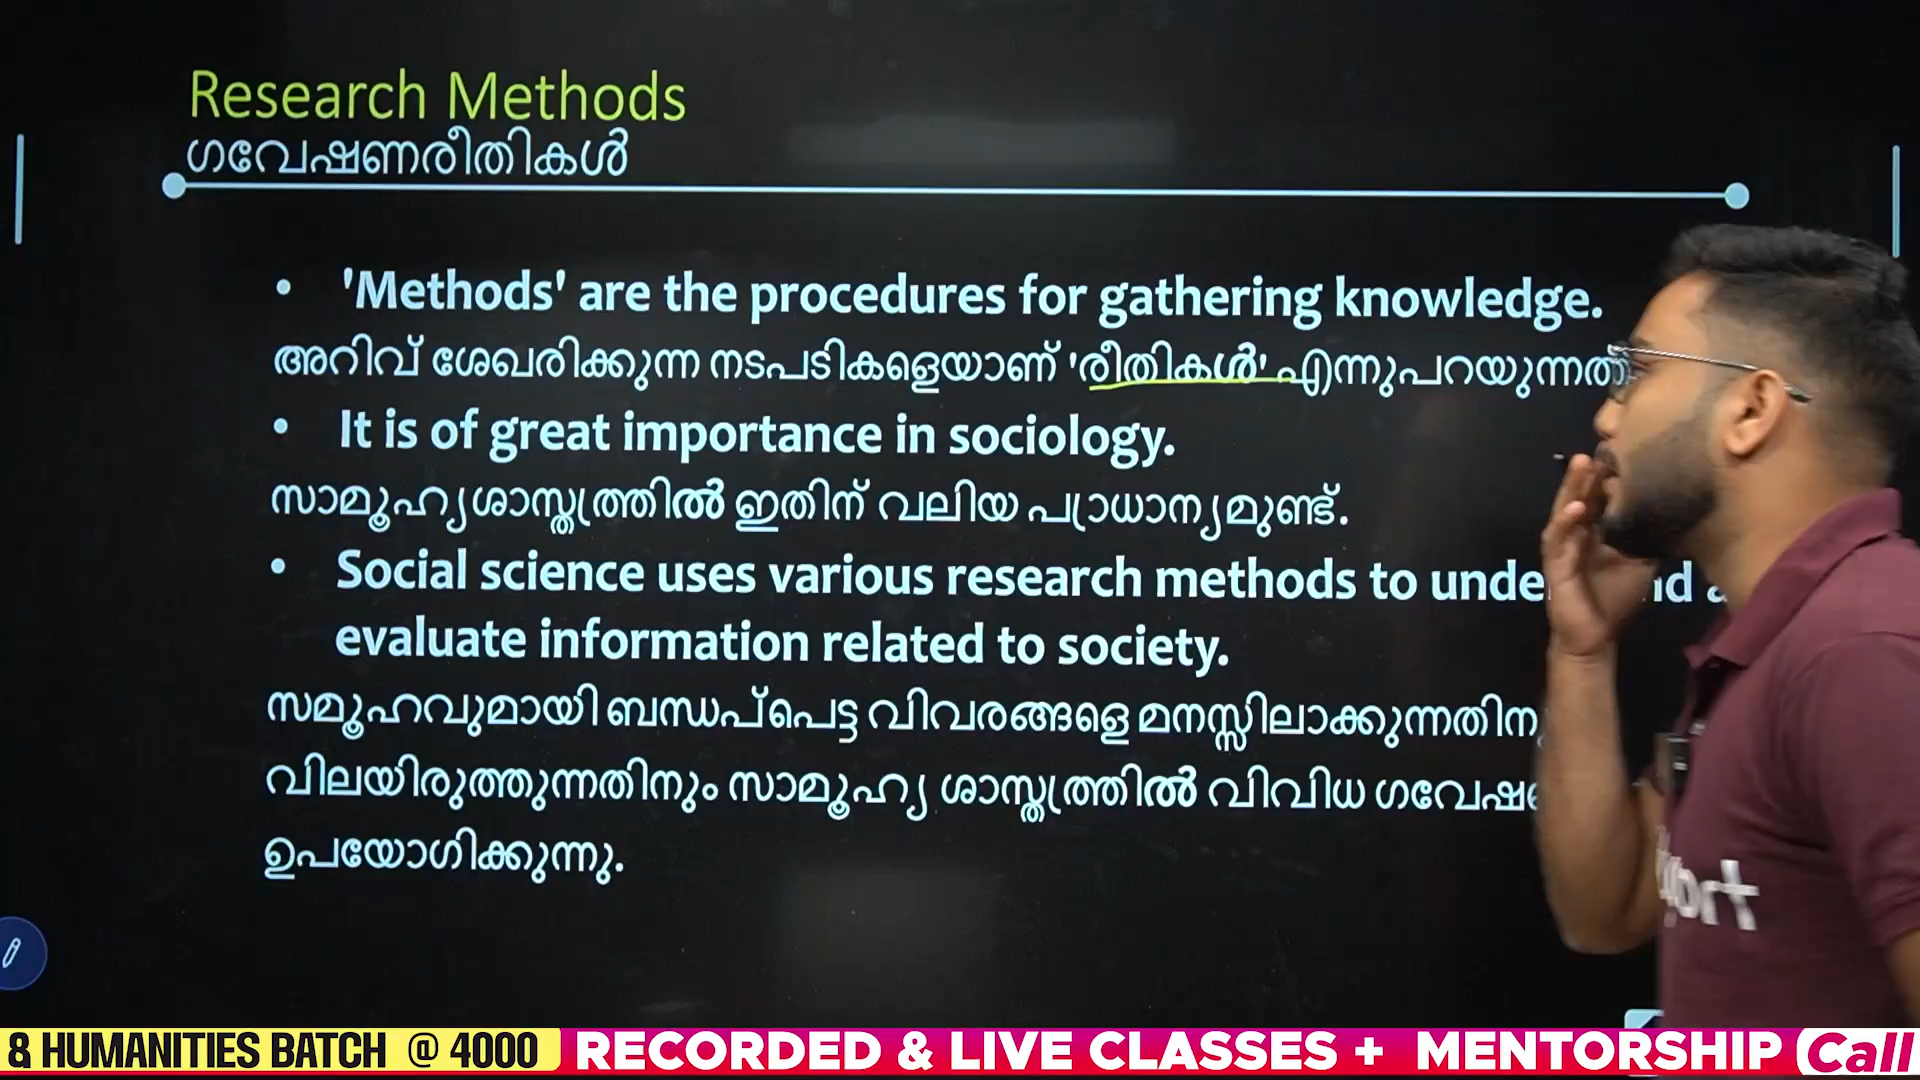 Research Methods
ഗവേഷണരീതികൾ
• 'Methods' are the procedures for gathering knowledge.
അറിവ് ശേഖരിക്കുന്ന നടപടികളെയാണ് 'രീതികൾ' എന്നുപറയുന്നത്
• It is of great importance in sociology.
സാമൂഹ്യശാസ്ത്രത്തിൽ ഇതിന് വലിയ പ്രാധാന്യമുണ്ട്.
• Social science uses various research methods to
evaluate information related to society.
സമൂഹവുമായി ബന്ധപ്പെട്ട വിവരങ്ങളെ
വിലയിരുത്തുന്നതിനും സാമൂഹ്യ ശാസ്ത്രത്തിൽ വിവിധ
ഉപയോഗിക്കുന്നു.
8 HUMANITIES BATCH @ 4000 RECORDED & LIVE CLASSES + MENTORSHIP Call